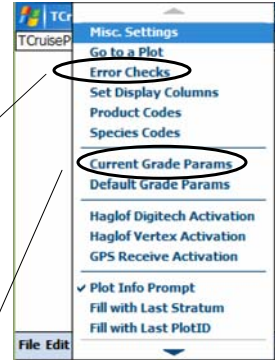 TCr
TCruiseP
Misc. Settings
Go to a Plot
Error Checks
Set Display Columns
Product Codes
Species Codes
Current Grade Params
Default Grade Params
Haglof Digitech Activation
Haglof Vertex Activation
GPS Receive Activation
Plot Info Prompt
Fill with Last Stratum
Fill with Last PlotID
File Edit